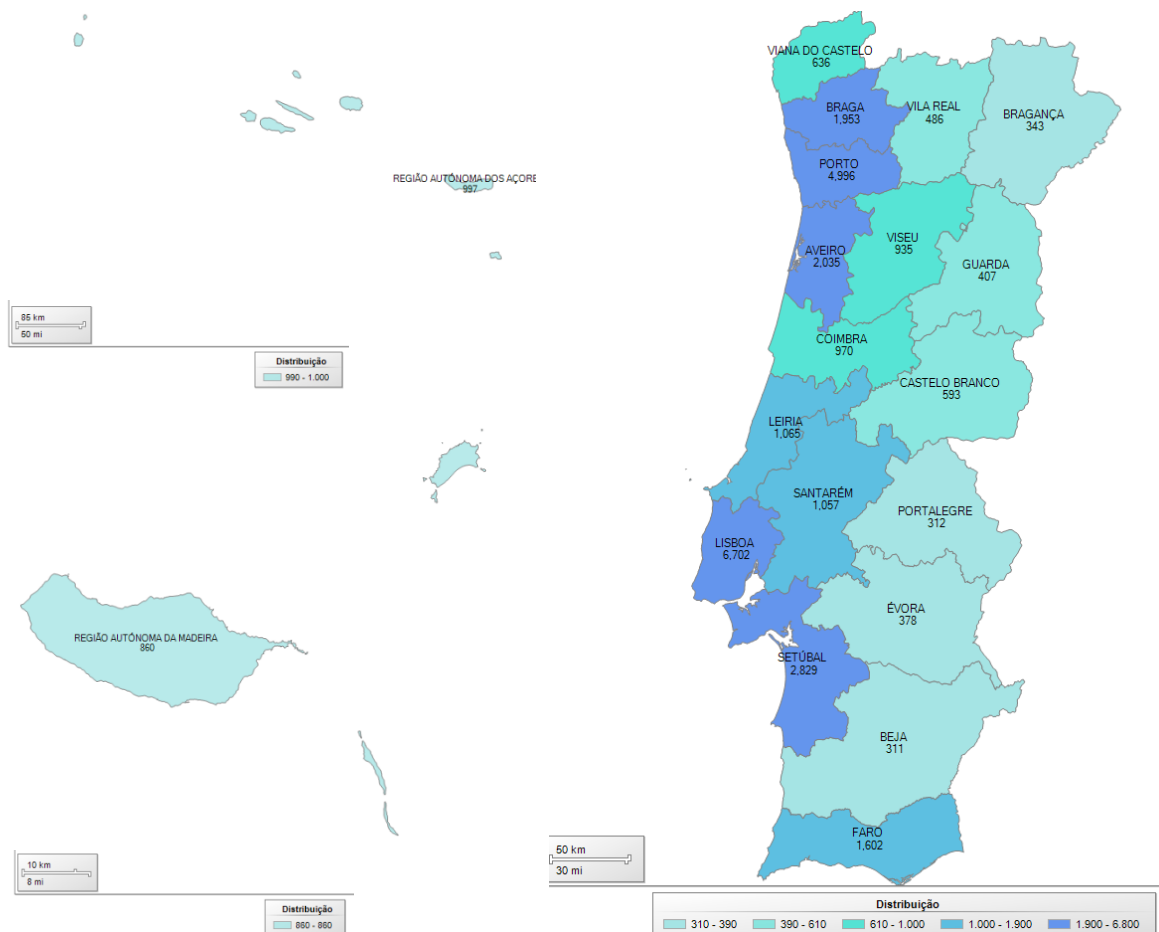 REGIÃO AUTÓNOMA DOS AÇORE
997
85 km
50 mi
Distribuição
990 - 1.000
REGIÃO AUTÓNOMA DA MADEIRA
860
10 km
8 mi
Distribuição
860 - 860
VIANA DO CASTELO
636
BRAGA
1,953
VILA REAL
486
BRAGANÇA
343
PORTO
4,996
AVEIRO
2,035
VISEU
935
GUARDA
407
COIMBRA
970
CASTELO BRANCO
593
LEIRIA
1,065
SANTARÉM
1,057
PORTALEGRE
312
LISBOA
6,702
ÉVORA
378
SETÚBAL
2,829
BEJA
311
FARO
1,602
50 km
30 mi
Distribuição
310 - 390 390 - 610 610 - 1.000 1.000 - 1.900 1.900 - 6.800